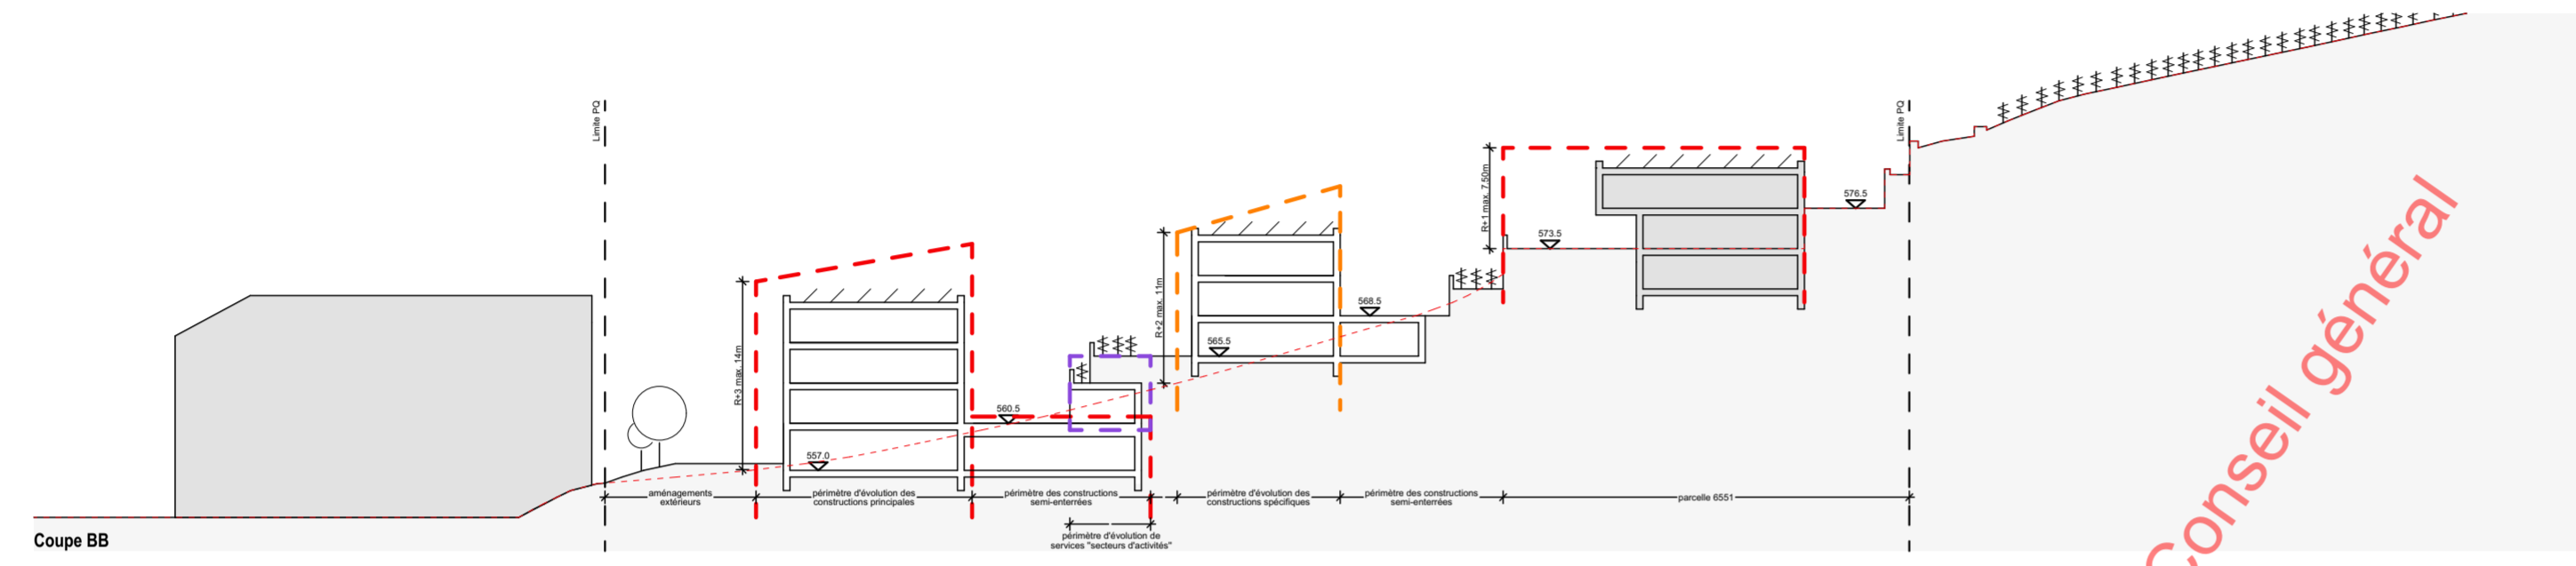 Limite PQ
Limite PQ
R+3 max. 14m
R+2 max. 11m
R+1 max. 7.50m
576.5
573.5
568.5
565.5
560.5
557.0
aménagements
extérieurs
périmètre d'évolution des
constructions principales
périmètre des constructions
semi-enterrées
périmètre d'évolution des
constructions spécifiques
périmètre des constructions
semi-enterrées
parcelle 6551
périmètre d'évolution de
services "secteurs d'activités"
Coupe BB
Conseil général